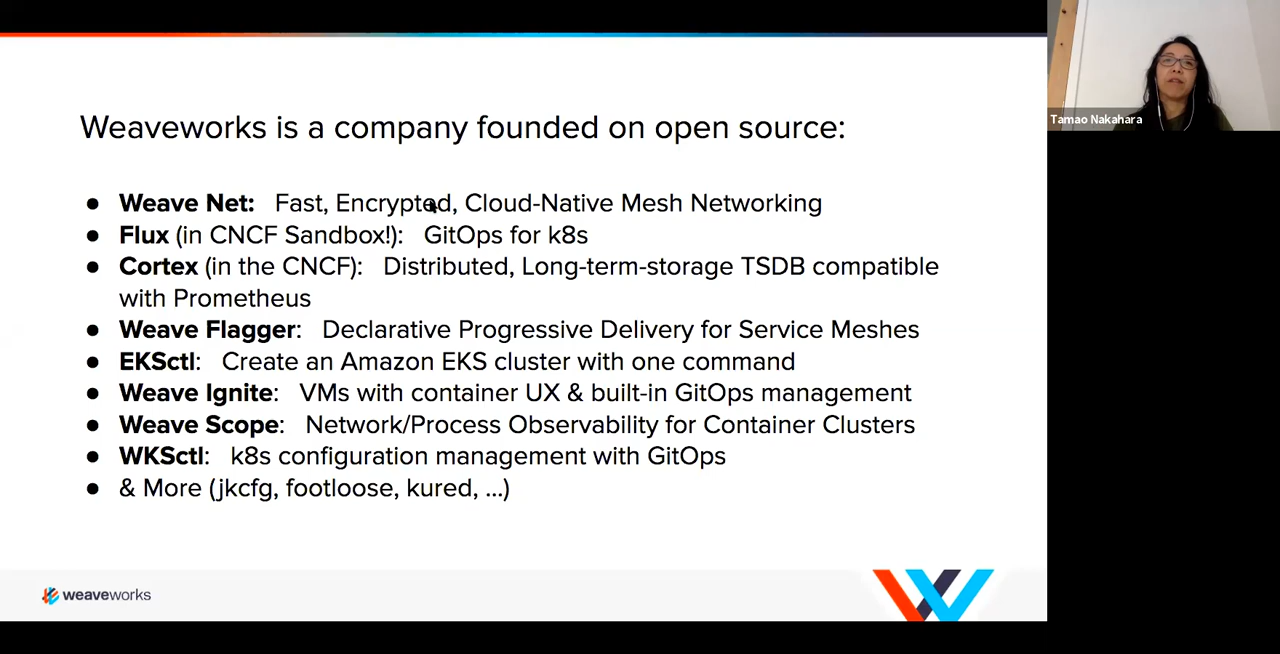 Weaveworks is a company founded on open source:
● Weave Net: Fast, Encrypted, Cloud-Native Mesh Networking
● Flux (in CNCF Sandbox!): GitOps for k8s
● Cortex (in the CNCF): Distributed, Long-term-storage TSDB compatible
with Prometheus
● Weave Flagger: Declarative Progressive Delivery for Service Meshes
● EKSctl: Create an Amazon EKS cluster with one command
● Weave Ignite: VMs with container UX & built-in GitOps management
● Weave Scope: Network/Process Observability for Container Clusters
● WKSctl: k8s configuration management with GitOps
● & More (jkcfg, footloose, kured, ...)
weaveworks
Tamao Nakahara